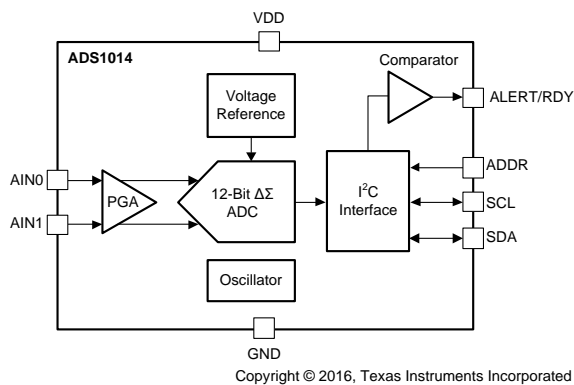 VDD
ADS1014
Comparator
Voltage
Reference
ALERT/RDY
ADDR
AIN0
PGA
12-Bit ΔΣ
ADC
I²C
Interface
SCL
AIN1
SDA
Oscillator
GND
Copyright © 2016, Texas Instruments Incorporated